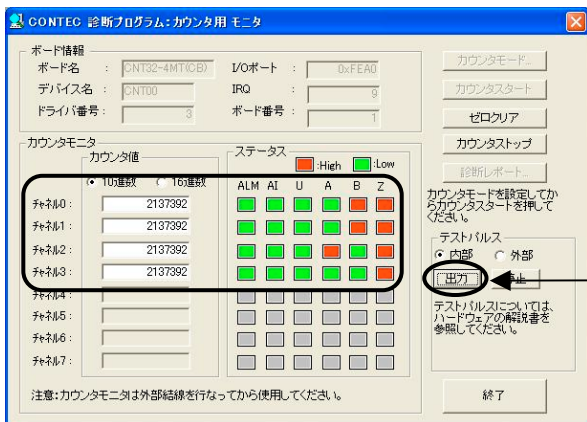 CONTEC 診断プログラム：カウンタ用 モニタ
ボード情報
ボード名 : CNT32-4MT(CB) I/Oポート : 0xFEA0
デバイス名 : CNT00 IRQ : 9
ドライバ番号 : 3 ボード番号 : 1
カウンタモード...
カウンタスタート
ゼロクリア
カウンタストップ
診断レポート...
カウンタモニタ
カウンタ値
10進数 16進数
ステータス
:High :Low
ALM AI U A B Z
チャネル0 : 2137392
チャネル1 : 2137392
チャネル2 : 2137392
チャネル3 : 2137392
チャネル4 :
チャネル5 :
チャネル6 :
チャネル7 :
カウンタモードを設定してか
らカウンタスタートを押して
ください。
テストパルス
内部 外部
出力 停止
テストパルスについては、
ハードウェアの解説書を
参照してください。
注意:カウンタモニタは外部結線を行なってから使用してください。
終了